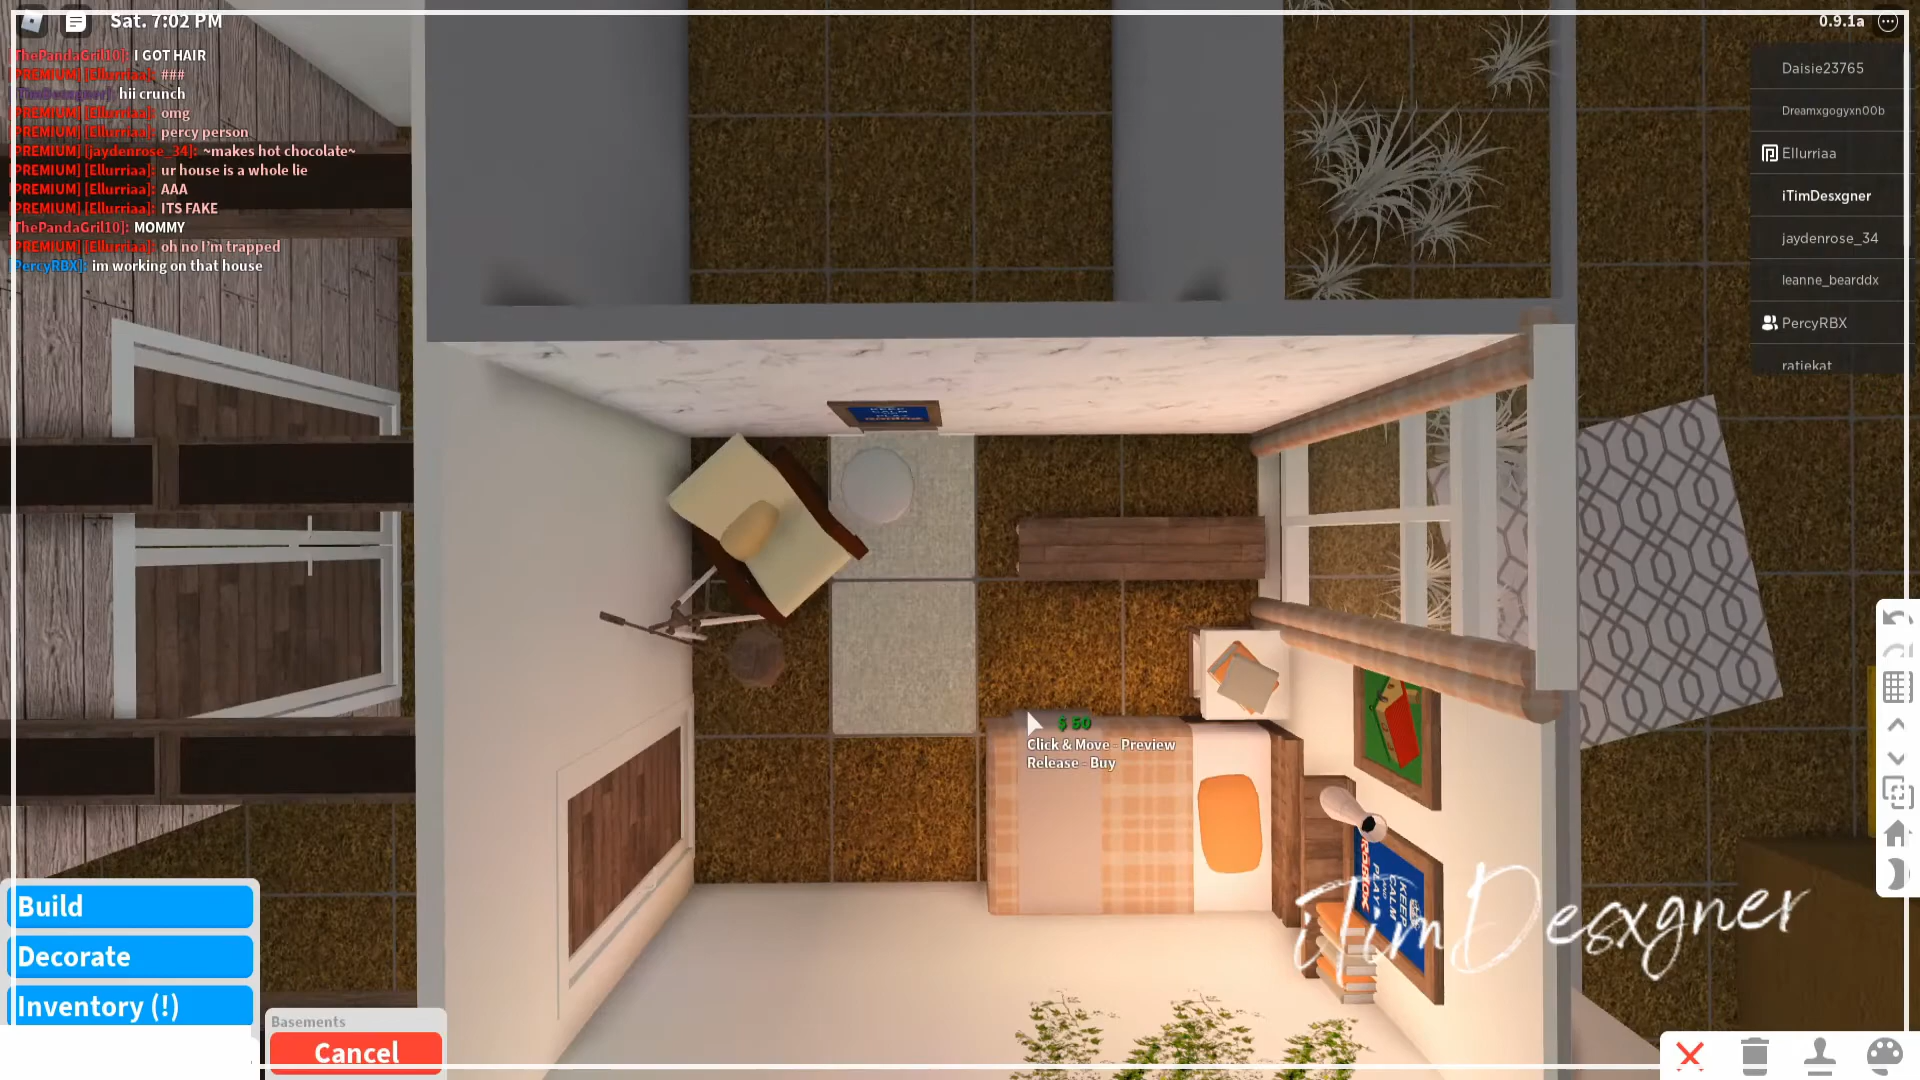 Sat. 7:02 PM
0.9.1a
[ThePandaGril10]: I GOT HAIR
[PREMIUM] [Ellurriaa]: ###
[iTimDesxgner]: hii crunch
[PREMIUM] [Ellurriaa]: omg
[PREMIUM] [Ellurriaa]: percy person
[PREMIUM] [jaydenrose_34]: ~makes hot chocolate~
[PREMIUM] [Ellurriaa]: ur house is a whole lie
[PREMIUM] [Ellurriaa]: AAA
[PREMIUM] [Ellurriaa]: ITS FAKE
[ThePandaGril10]: MOMMY
[PREMIUM] [Ellurriaa]: oh no I'm trapped
[PercyRBX]: im working on that house
Daisie23765
Dreamxgogyxn00b
Ellurriaa
iTimDesxgner
jaydenrose_34
leanne_bearddx
PercyRBX
ratiekat
$ 60
Click & Move - Preview
Release - Buy
KEEP
CALM
AND
PLAY
ROBLOX
iTimDesxgner
Build
Decorate
Inventory (!)
Basements
Cancel